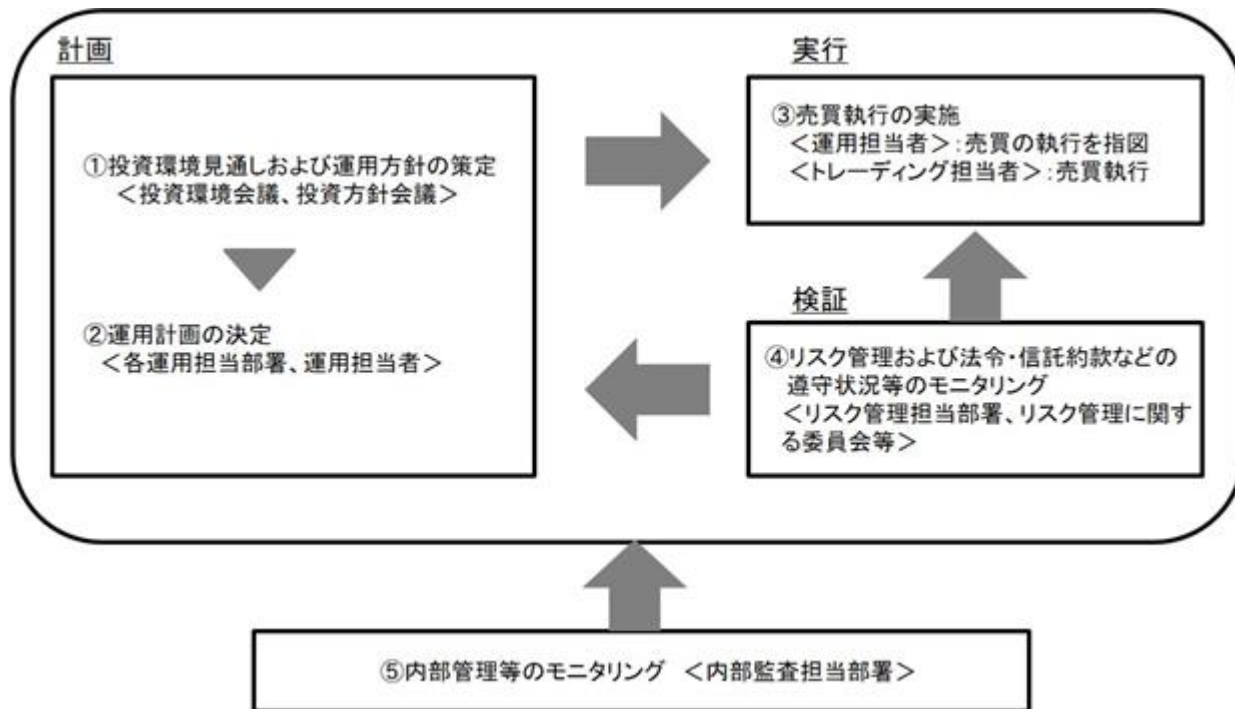 計画
①投資環境見通しおよび運用方針の策定
<投資環境会議、投資方針会議>
②運用計画の決定
<各運用担当部署、運用担当者>
実行
③売買執行の実施
<運用担当者>:売買の執行を指図
<トレーディング担当者>:売買執行
検証
④リスク管理および法令・信託約款などの
遵守状況等のモニタリング
<リスク管理担当部署、リスク管理に関す
る委員会等>
⑤内部管理等のモニタリング <内部監査担当部署>